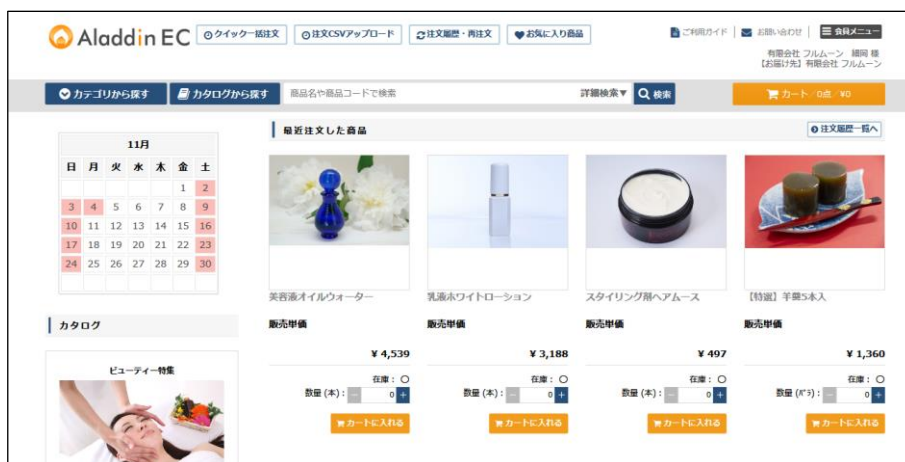 Aladdin EC
クイック一括注文
注文CSVアップロード
注文履歴・再注文
お気に入り商品
ご利用ガイド
お問い合わせ
会員メニュー
有限会社 フルムーン 細岡 様
【お届け先】有限会社 フルムーン
カテゴリから探す
カタログから探す
商品名や商品コードで検索
詳細検索▼
検索
カート/0点/¥0
11月
日 月 火 水 木 金 土
1 2
3 4 5 6 7 8 9
10 11 12 13 14 15 16
17 18 19 20 21 22 23
24 25 26 27 28 29 30
カタログ
ビューティー特集
最近注文した商品
注文履歴一覧へ
美容液オイルウォーター
販売単価
¥ 4,539
在庫：○
数量 (本)： － 0 +
カートに入れる
乳液ホワイトローション
販売単価
¥ 3,188
在庫：○
数量 (本)： － 0 +
カートに入れる
スタイリング剤ヘアムース
販売単価
¥ 497
在庫：○
数量 (本)： － 0 +
カートに入れる
【特選】羊羹5本入
販売単価
¥ 1,360
在庫：○
数量 (ﾊﾞﾗ)： － 0 +
カートに入れる